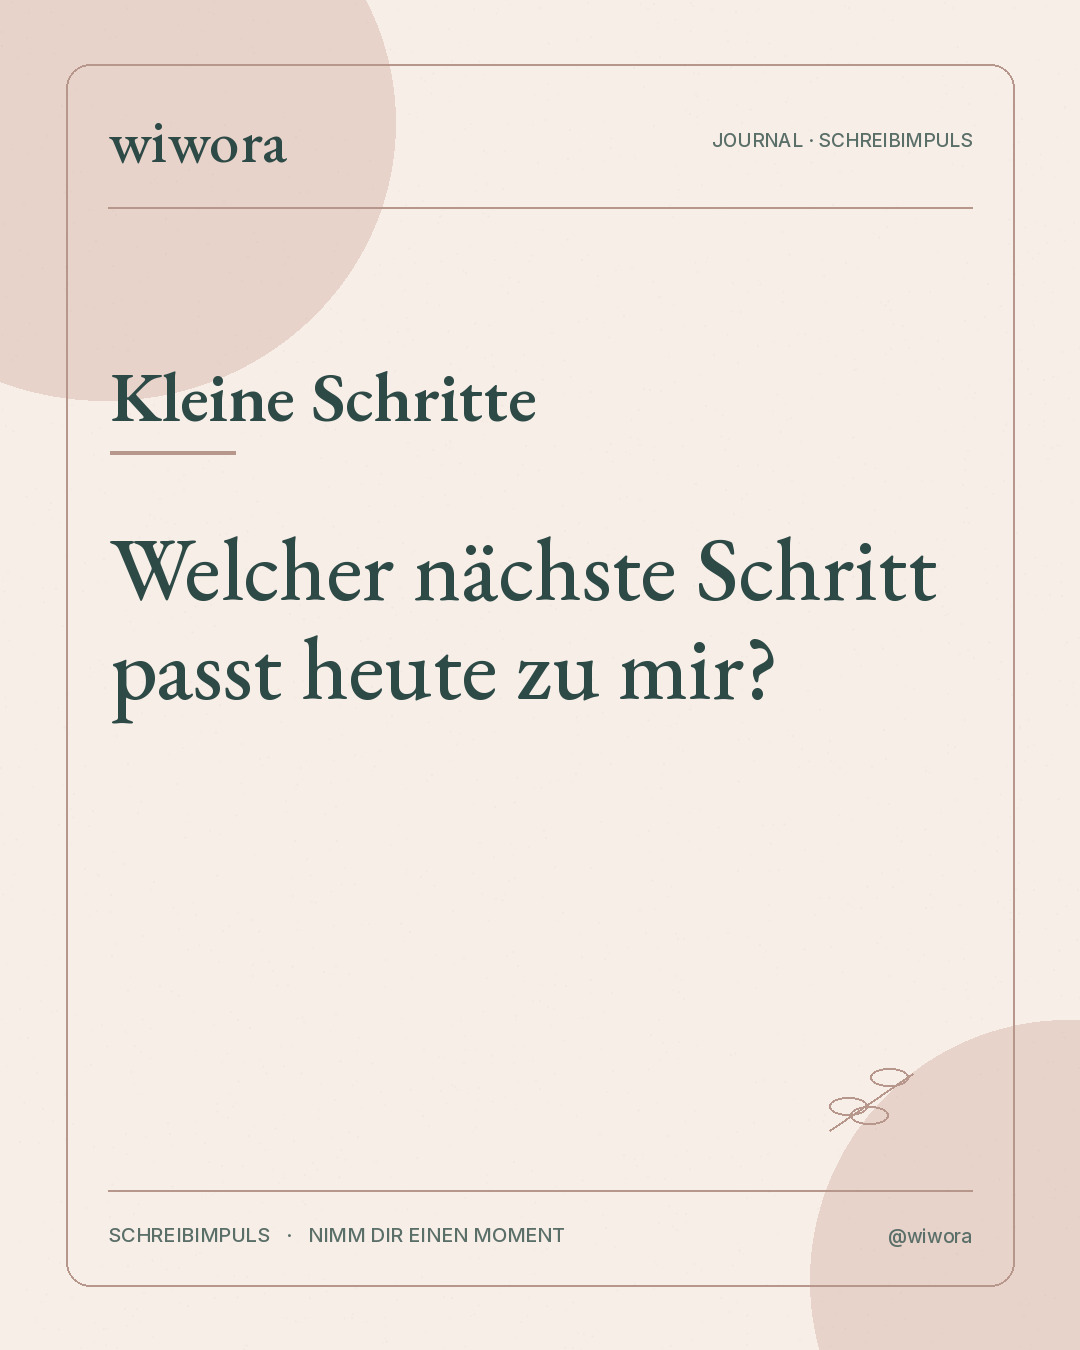 wiwora
JOURNAL · SCHREIBIMPULS
Kleine Schritte
Welcher nächste Schritt
passt heute zu mir?
SCHREIBIMPULS · NIMM DIR EINEN MOMENT
@wiwora